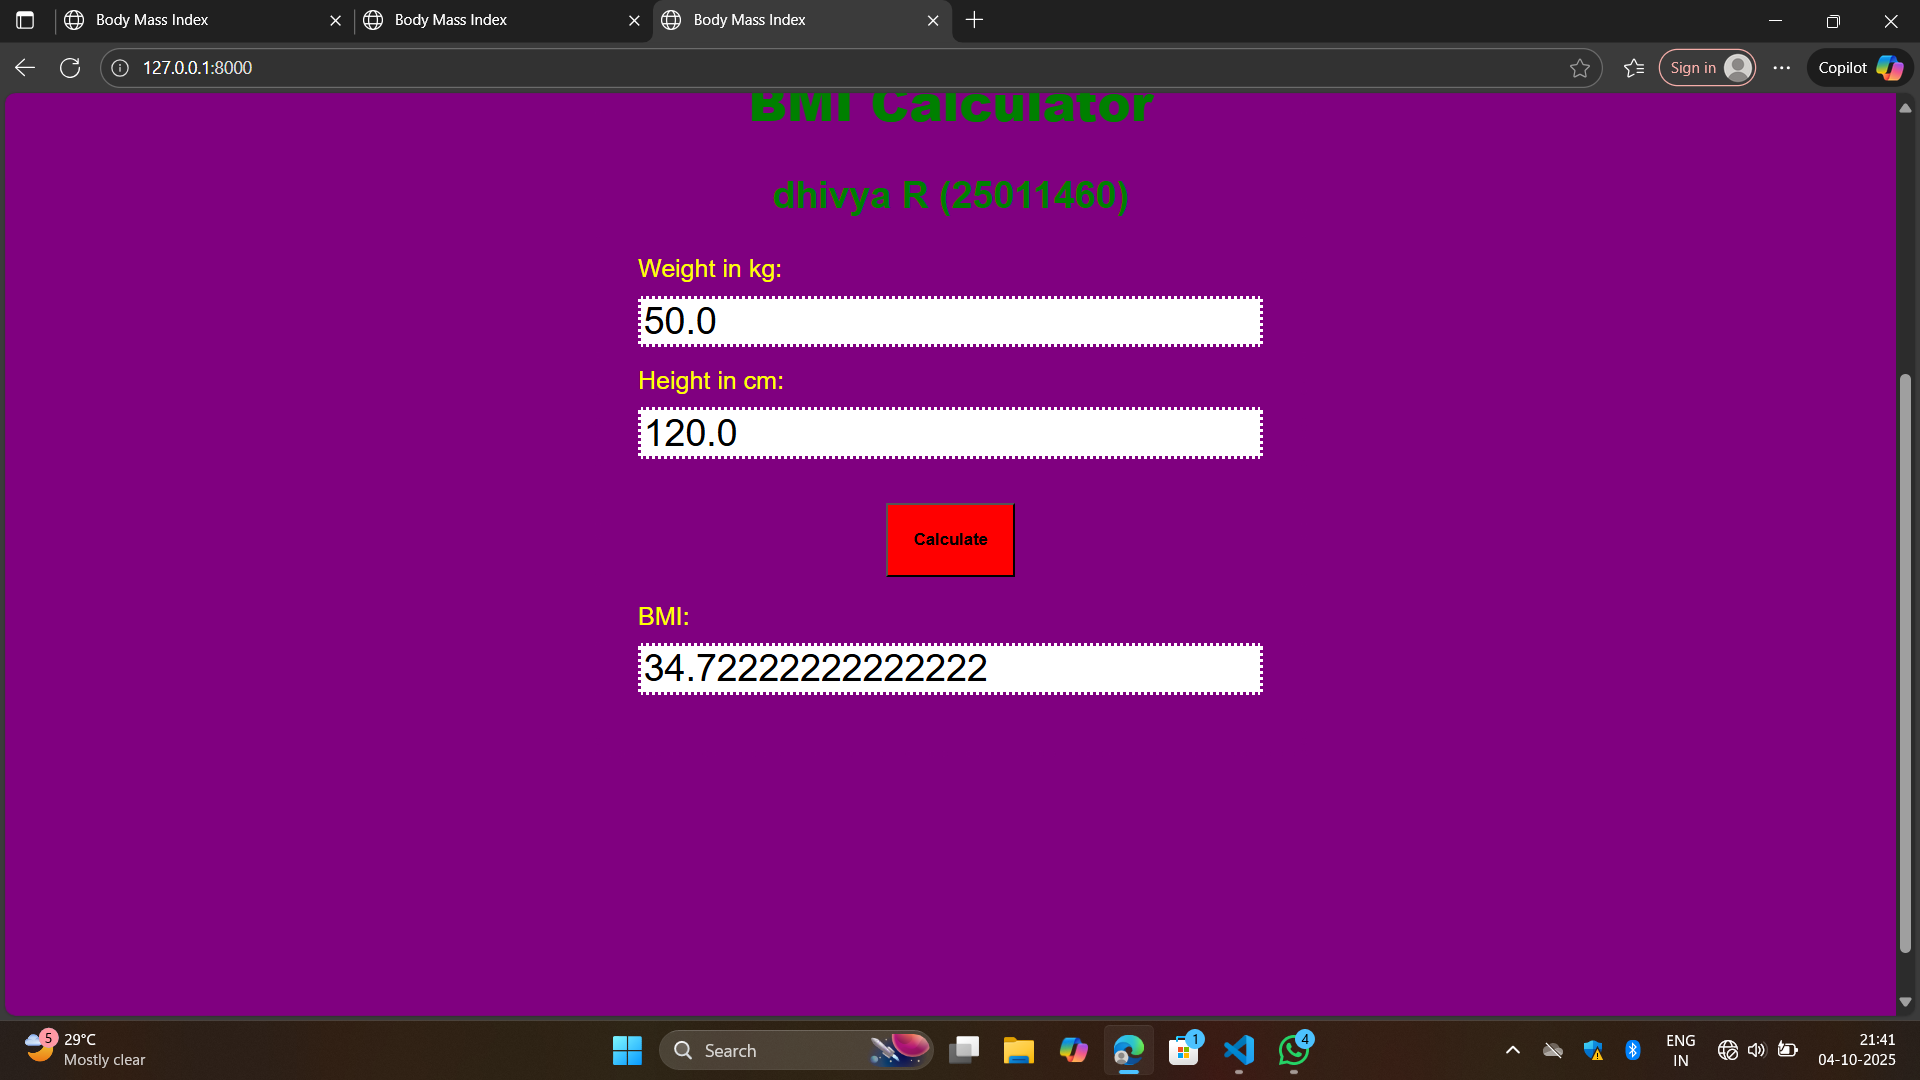 Body Mass Index
Body Mass Index
Body Mass Index
127.0.0.1:8000
Sign in
Copilot
BMI Calculator
dhivya R (25011460)
Weight in kg:
50.0
Height in cm:
120.0
Calculate
BMI:
34.72222222222222
5
29°C
Mostly clear
Search
1
4
ENG
IN
21:41
04-10-2025